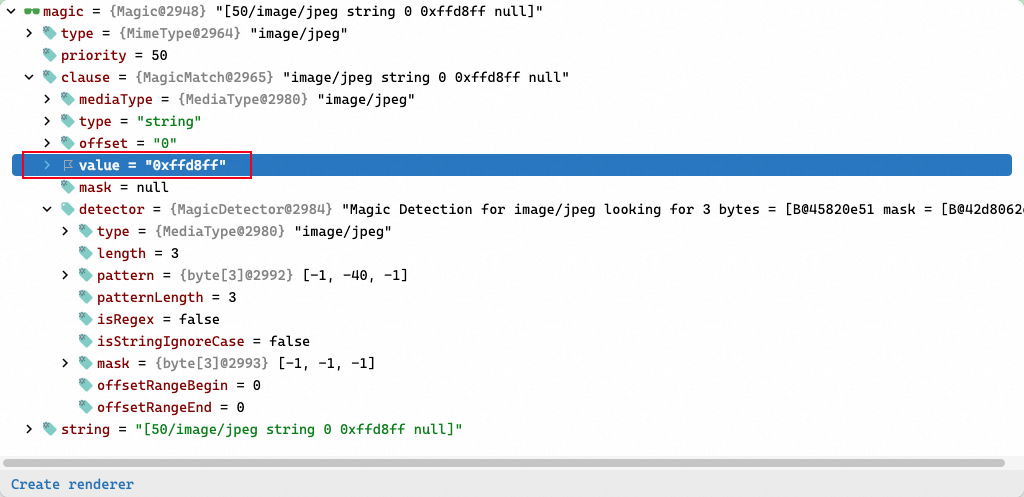 magic = {Magic@2948} "[50/image/jpeg string 0 0xffd8ff null]"
type = {MimeType@2964} "image/jpeg"
priority = 50
clause = {MagicMatch@2965} "image/jpeg string 0 0xffd8ff null"
mediaType = {MediaType@2980} "image/jpeg"
type = "string"
offset = "0"
value = "0xffd8ff"
mask = null
detector = {MagicDetector@2984} "Magic Detection for image/jpeg looking for 3 bytes = [B@45820e51 mask = [B@42d8062
type = {MediaType@2980} "image/jpeg"
length = 3
pattern = {byte[3]@2992} [-1, -40, -1]
patternLength = 3
isRegex = false
isStringIgnoreCase = false
mask = {byte[3]@2993} [-1, -1, -1]
offsetRangeBegin = 0
offsetRangeEnd = 0
string = "[50/image/jpeg string 0 0xffd8ff null]"
Create renderer